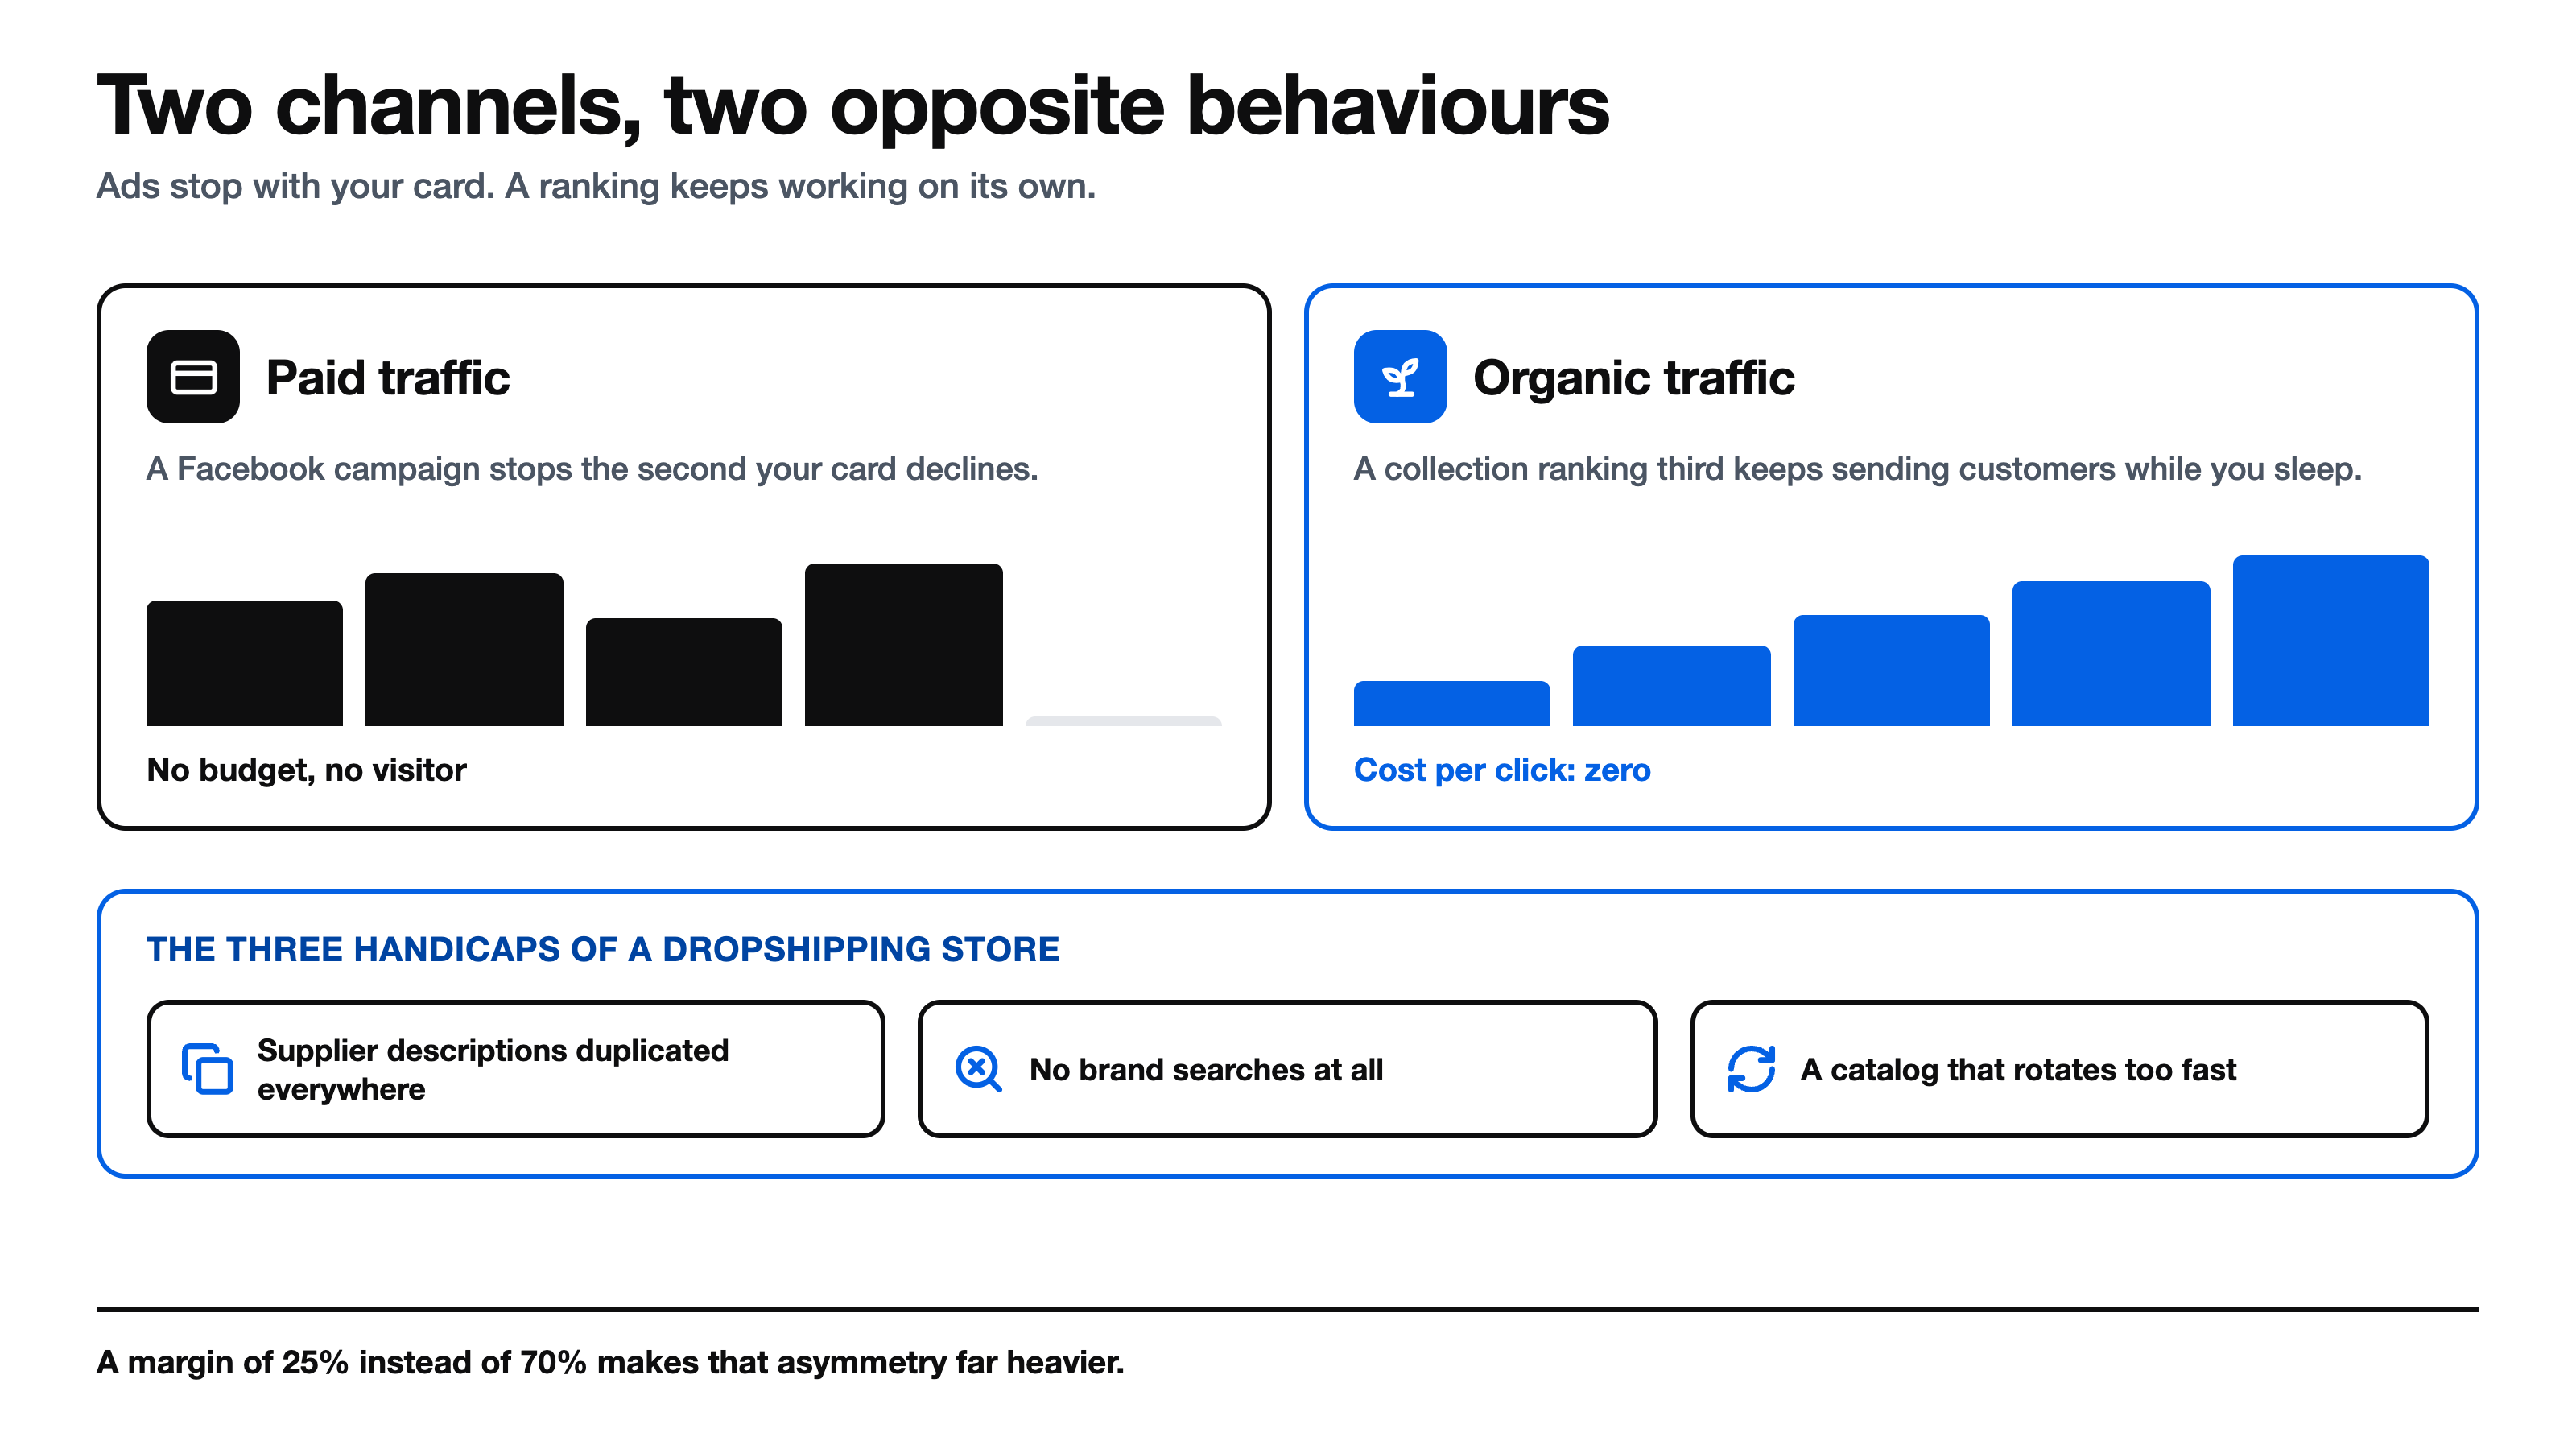 Two channels, two opposite behaviours
Ads stop with your card. A ranking keeps working on its own.
Paid traffic
A Facebook campaign stops the second your card declines.
No budget, no visitor
Organic traffic
A collection ranking third keeps sending customers while you sleep.
Cost per click: zero
THE THREE HANDICAPS OF A DROPSHIPPING STORE
Supplier descriptions duplicated
everywhere
No brand searches at all
A catalog that rotates too fast
A margin of 25% instead of 70% makes that asymmetry far heavier.